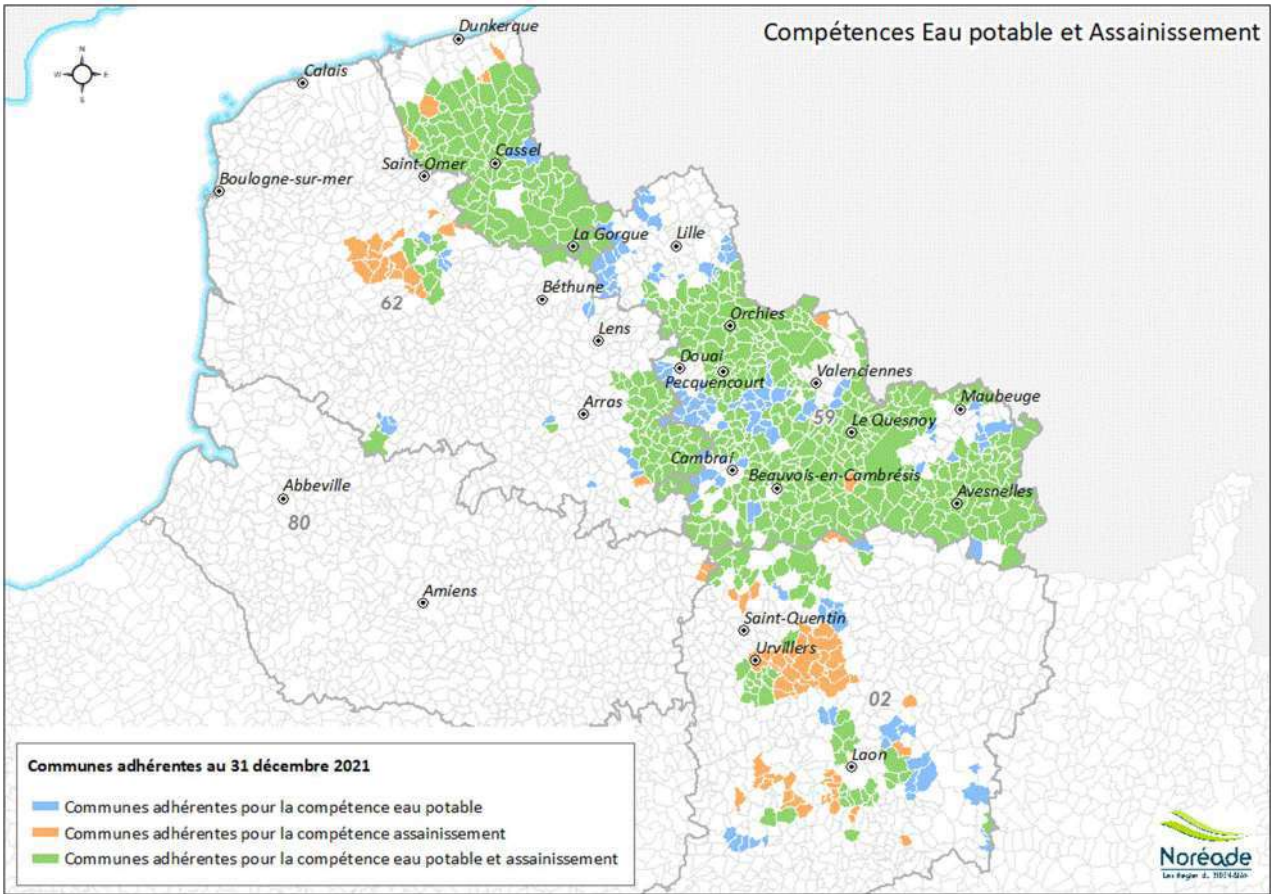 Compétences Eau potable et Assainissement
Dunkerque
N
W E
S
Calais
Cassel
Saint-Omer
Boulogne-sur-mer
La Gorgue
Lille
62
Béthune
Orchies
Lens
Douai
Pecquencourt
Valenciennes
Maubeuge
Arras
59
Le Quesnoy
Cambrai
Beauvois-en-Cambrésis
Abbeville
Avesnelles
80
Amiens
Saint-Quentin
Urvillers
02
Laon
Communes adhérentes au 31 décembre 2021
Communes adhérentes pour la compétence eau potable
Communes adhérentes pour la compétence assainissement
Communes adhérentes pour la compétence eau potable et assainissement
Noréade